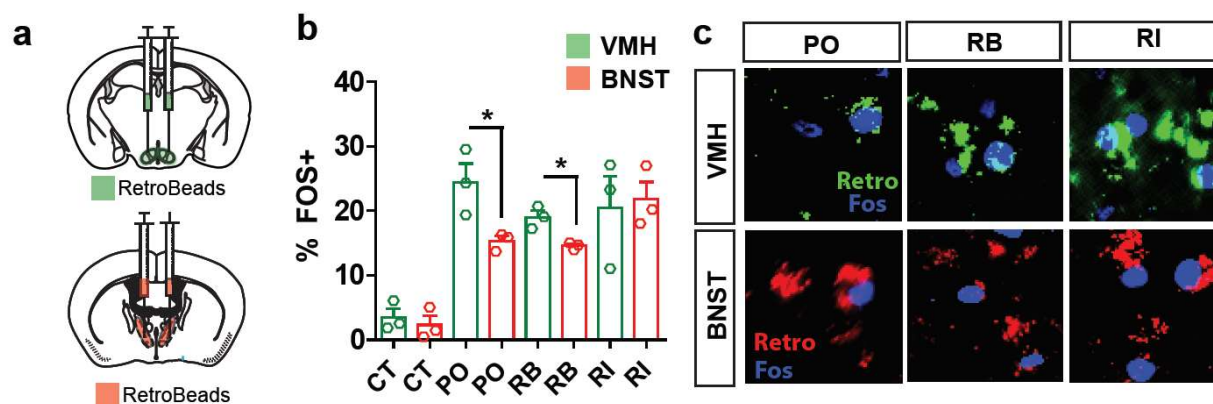 a
RetroBeads
RetroBeads
b
VMH
BNST
% FOS+
40
30
20
10
0
*
*
CT
CT
PO
PO
RB
RB
RI
RI
c
PO
RB
RI
VMH
Retro
Fos
BNST
Retro
Fos